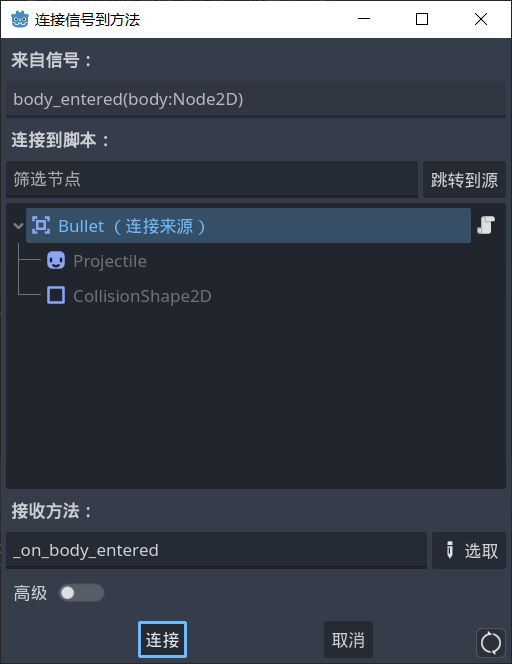 连接信号到方法
来自信号：
body_entered(body:Node2D)
连接到脚本：
筛选节点
跳转到源
Bullet （连接来源）
Projectile
CollisionShape2D
接收方法：
_on_body_entered
选取
高级
连接
取消